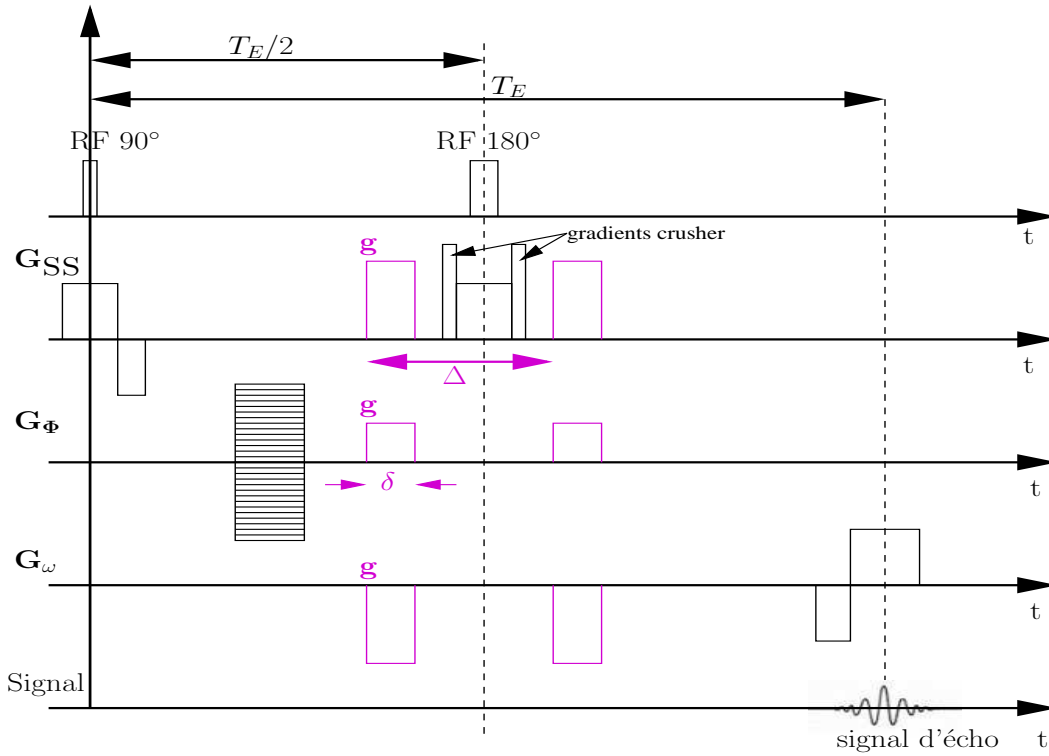 T_E/2
T_E
RF 90°
RF 180°
t
gradients crusher
g
G_SS
t
Δ
g
G_Φ
t
δ
g
G_ω
t
Signal
signal d'écho
t